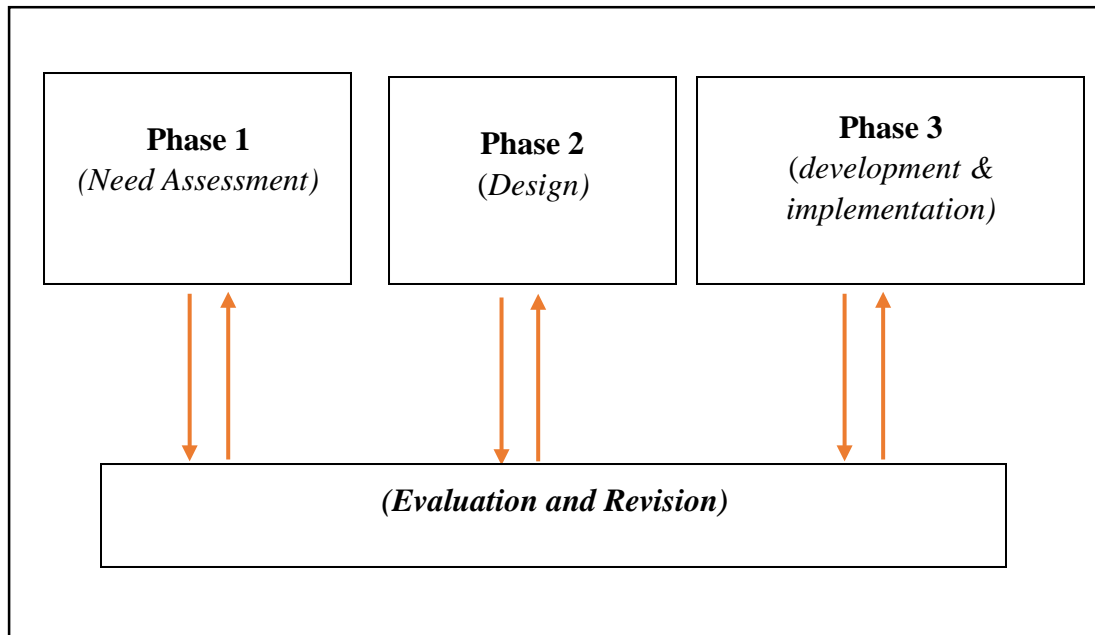 Phase 1
(Need Assessment)
Phase 2
(Design)
Phase 3
(development &
implementation)
(Evaluation and Revision)